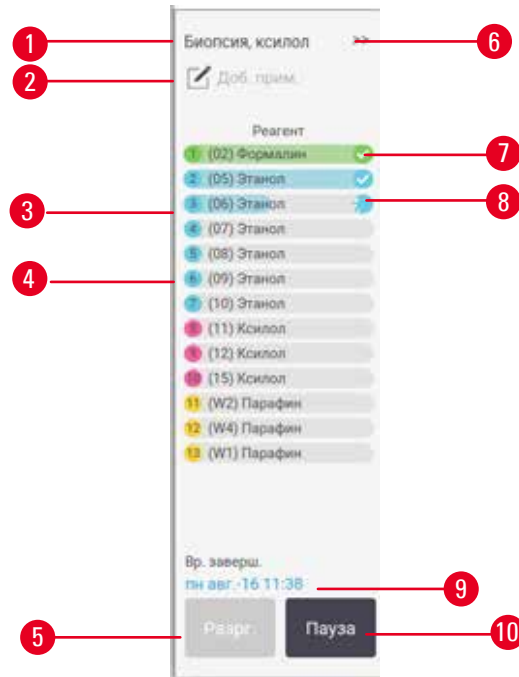 1 Биопсия, ксилол >> 6
2 Доб. прим.
Реагент
1 (02) Формалин 7
2 (05) Этанол
3 3 (06) Этанол 8
4 (07) Этанол
5 (08) Этанол
4 6 (09) Этанол
7 (10) Этанол
8 (11) Ксилол
9 (12) Ксилол
10 (15) Ксилол
11 (W2) Парафин
12 (W4) Парафин
13 (W1) Парафин
Вр. заверш.
пн авг.-16 11:38 9
5 Разрг. Пауза 10